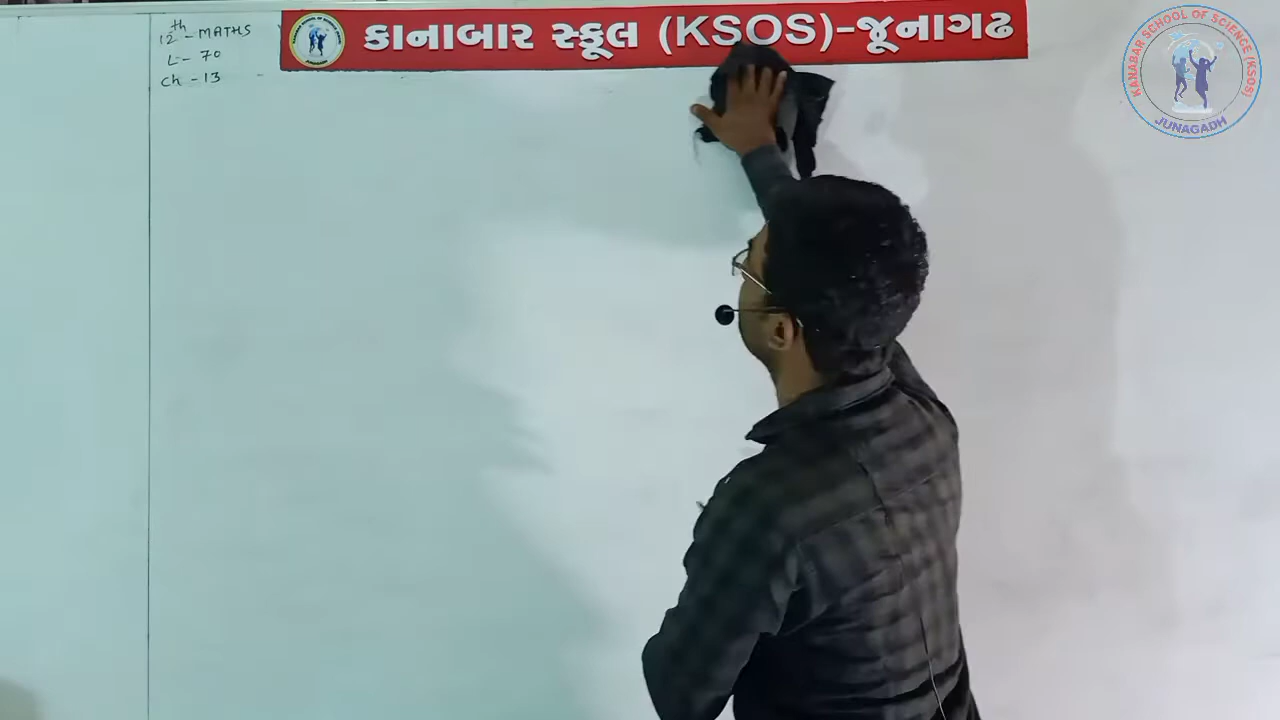 12th - MATHS
L - 70
Ch - 13
કાનાબાર સ્કૂલ (KSOS)-જૂનાગઢ
KANABAR SCHOOL OF SCIENCE (KSOS)
JUNAGADH